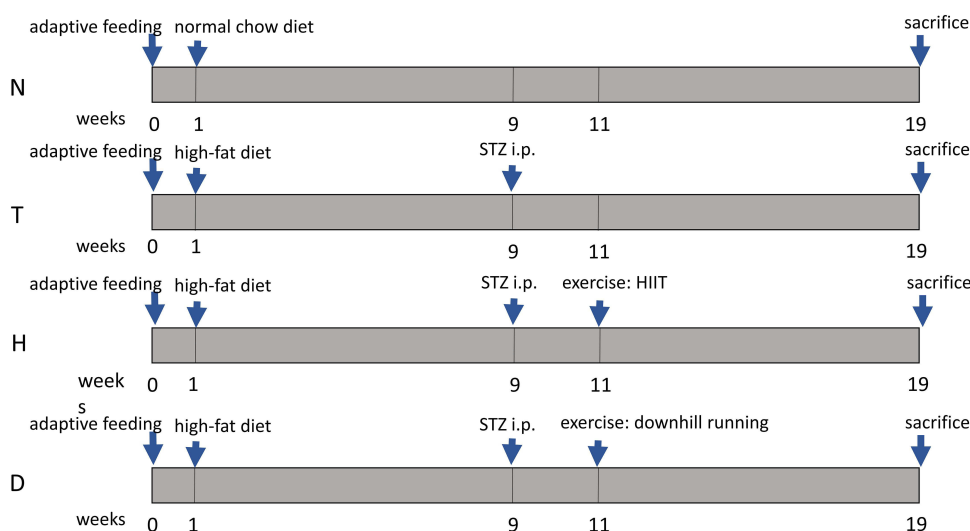 adaptive feeding normal chow diet sacrifice
N
weeks 0 1 9 11 19
adaptive feeding high-fat diet STZ i.p. sacrifice
T
weeks 0 1 9 11 19
adaptive feeding high-fat diet STZ i.p. exercise: HIIT sacrifice
H
week 0 1 9 11 19
s
adaptive feeding high-fat diet STZ i.p. exercise: downhill running sacrifice
D
weeks 0 1 9 11 19